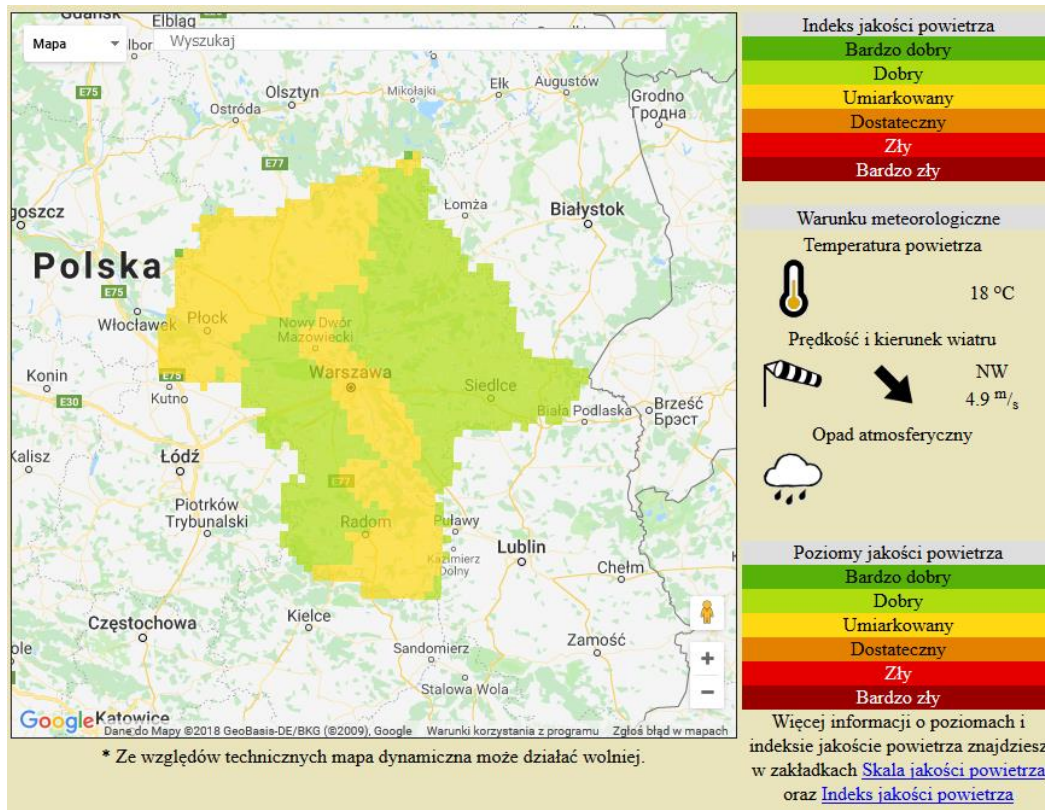 Gdańsk
Elbląg
Mapa
Wyszukaj
lbor
E75
Olsztyn
Mikołajki
Ełk
Augustów
Grodno
Гродна
Ostróda
E77
goszcz
Łomża
Białystok
Polska
E75
Włocławek
Płock
Nowy Dwór
Mazowiecki
Konin
E75
Warszawa
Siedlce
E30
Kutno
Biała Podlaska
Brześć
Брэст
Kalisz
Łódź
E77
Piotrków
Trybunalski
Radom
Puławy
Lublin
Kazimierz
Dolny
Chełm
Kielce
Częstochowa
Zamość
ole
Sandomierz
Stalowa Wola
+
−
Google
Katowice
Dane do Mapy ©2018 GeoBasis-DE/BKG (©2009), Google Warunki korzystania z programu Zgłoś błąd w mapach
* Ze względów technicznych mapa dynamiczna może działać wolniej.
Indeks jakości powietrza
Bardzo dobry
Dobry
Umiarkowany
Dostateczny
Zły
Bardzo zły
Warunku meteorologiczne
Temperatura powietrza
18 °C
Prędkość i kierunek wiatru
NW
4.9 m/s
Opad atmosferyczny
Poziomy jakości powietrza
Bardzo dobry
Dobry
Umiarkowany
Dostateczny
Zły
Bardzo zły
Więcej informacji o poziomach i
indeksie jakoście powietrza znajdziesz
w zakładkach Skala jakości powietrza
oraz Indeks jakości powietrza